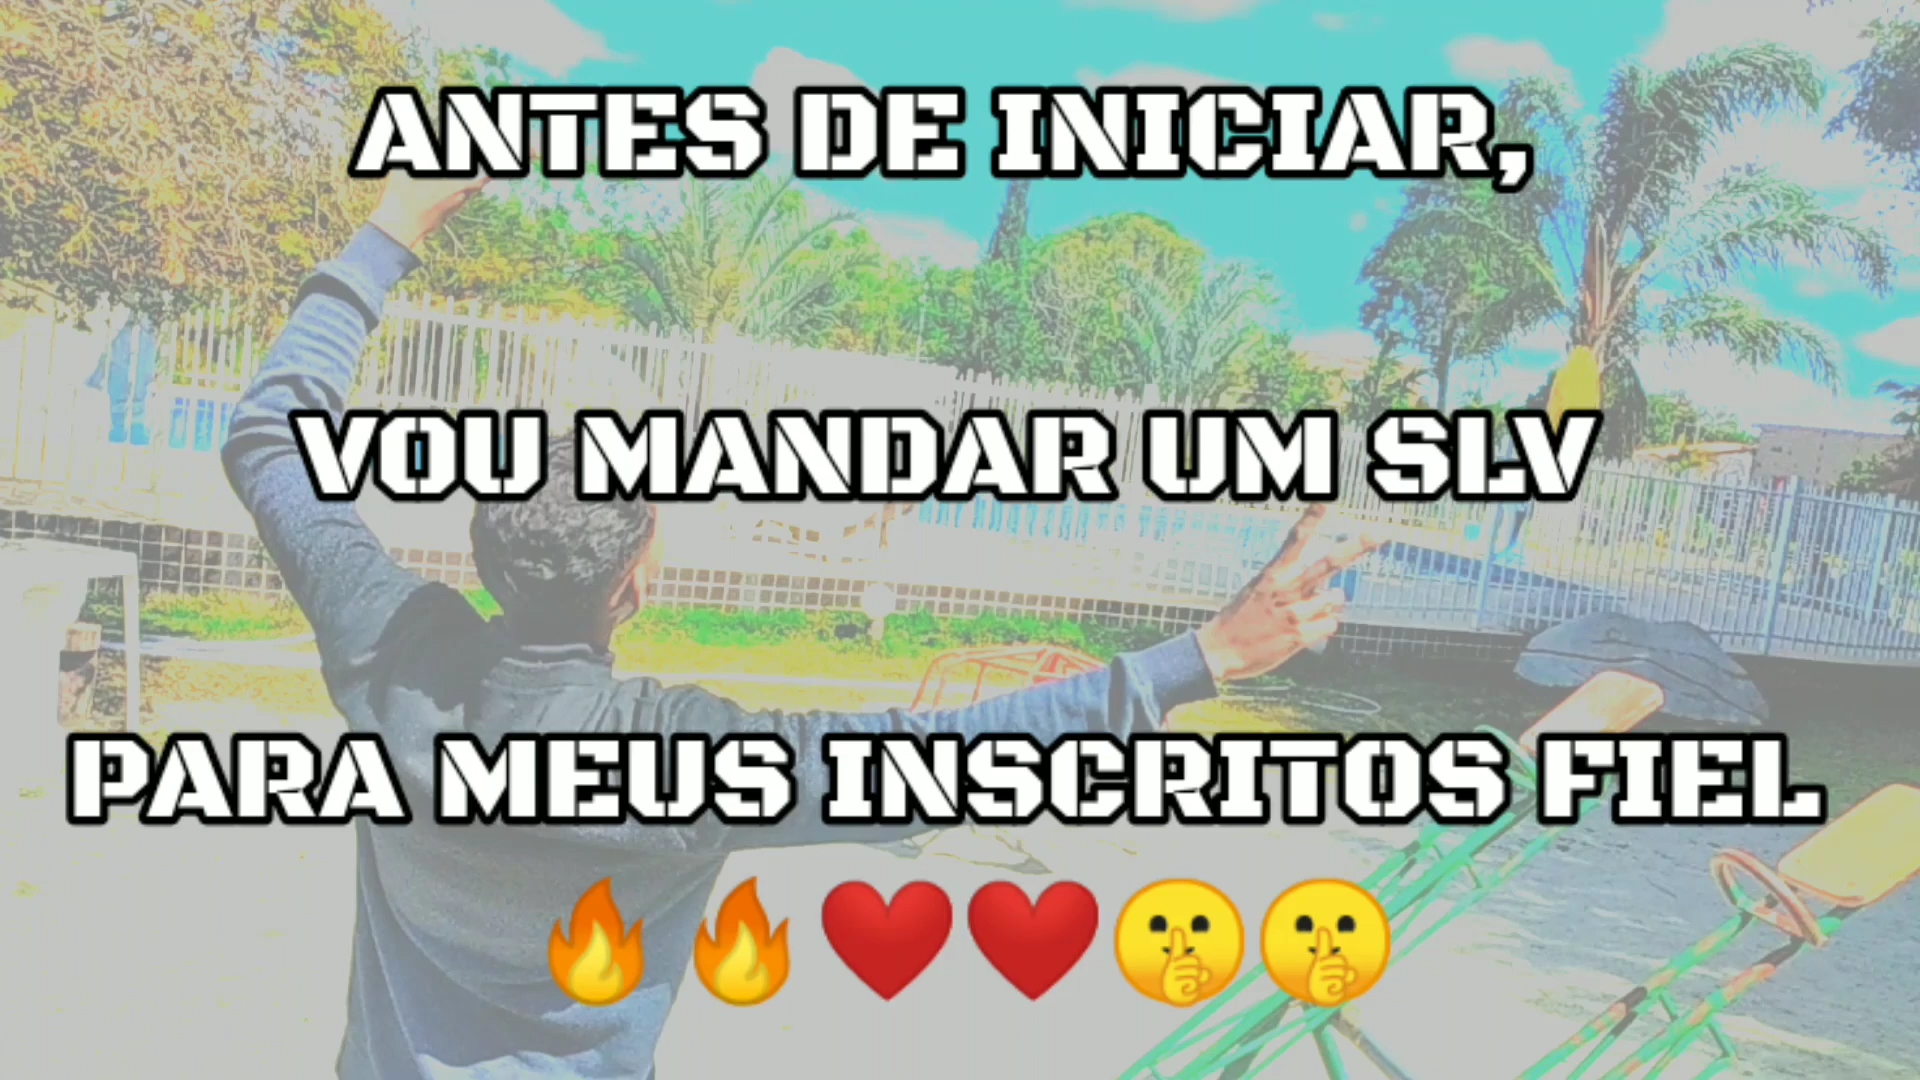 ANTES DE INICIAR,
VOU MANDAR UM SLV
PARA MEUS INSCRITOS FIEL
🔥🔥❤️❤️🤫🤫